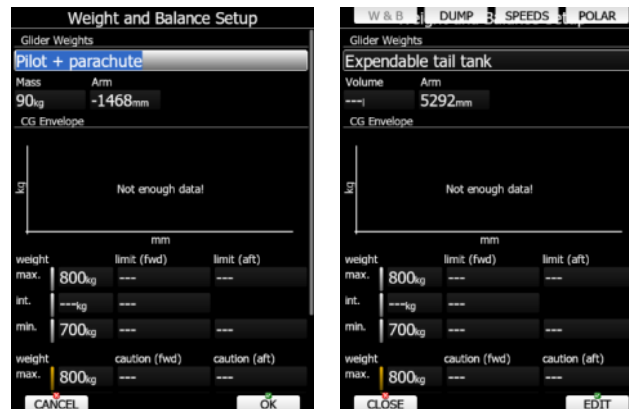 Weight and Balance Setup
Glider Weights
Pilot + parachute
Mass Arm
90kg -1468mm
CG Envelope
kg
Not enough data!
mm
weight limit (fwd) limit (aft)
max. 800kg --- ---
int. ---kg ---
min. 700kg --- ---
weight caution (fwd) caution (aft)
max. 800kg --- ---
CANCEL OK
W & B DUMP SPEEDS POLAR
Glider Weights
Expendable tail tank
Volume Arm
---l 5292mm
CG Envelope
kg
Not enough data!
mm
weight limit (fwd) limit (aft)
max. 800kg --- ---
int. ---kg ---
min. 700kg --- ---
weight caution (fwd) caution (aft)
max. 800kg --- ---
CLOSE EDIT